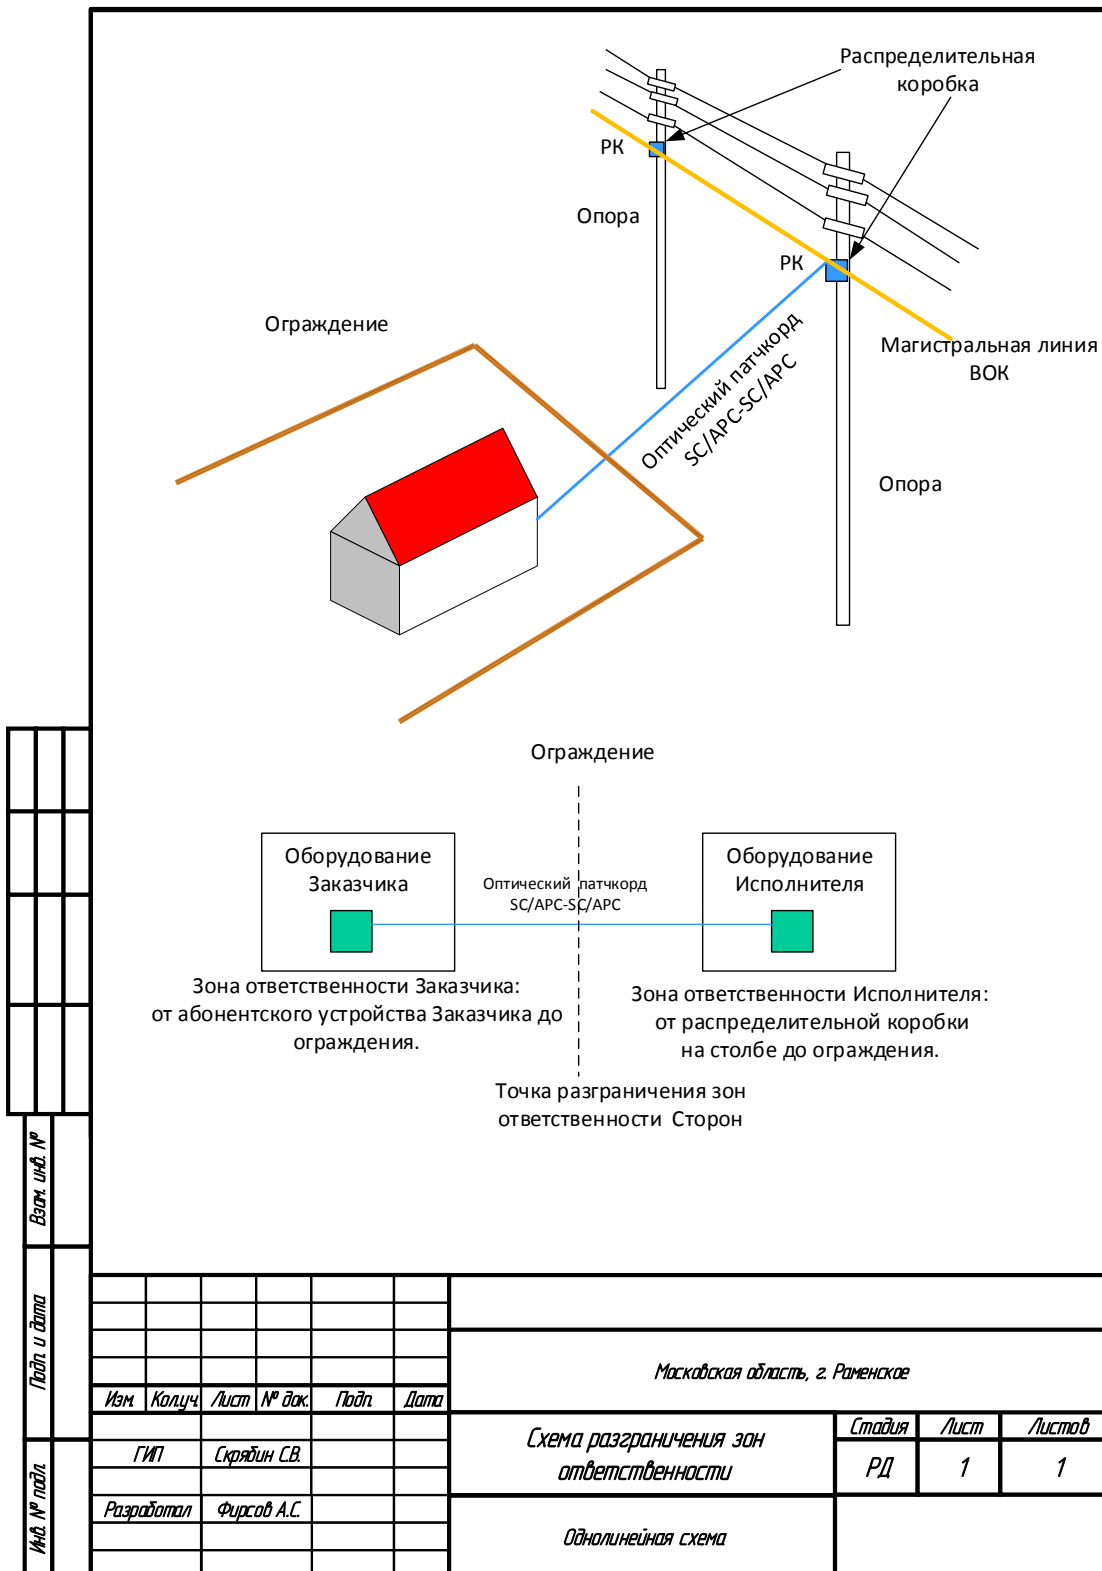 Распределительная
коробка
РК
Опора
РК
Ограждение
Магистральная линия
ВОК
Оптический патчкорд
SC/APC-SC/APC
Опора
Ограждение
Оборудование
Заказчика
Оптический патчкорд
SC/APC-SC/APC
Оборудование
Исполнителя
Зона ответственности Заказчика:
от абонентского устройства Заказчика до
ограждения.
Зона ответственности Исполнителя:
от распределительной коробки
на столбе до ограждения.
Точка разграничения зон
ответственности Сторон
Взам. инв. №
Подп. и дата
Инв. № подл.
Московская область, г. Раменское
Изм. Кол.уч. Лист № док. Подп. Дата
ГИП Скрябин С.В.
Разработал Фирсов А.С.
Схема разграничения зон
ответственности
Стадия Лист Листов
РД 1 1
Однолинейная схема